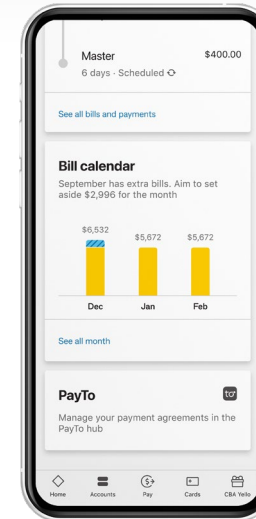 Master $400.00
6 days · Scheduled
See all bills and payments
Bill calendar
September has extra bills. Aim to set
aside $2,996 for the month
$6,532
$5,672 $5,672
Dec Jan Feb
See all month
PayTo
to
Manage your payment agreements in the
PayTo hub
Home Accounts Pay Cards CBA Yello